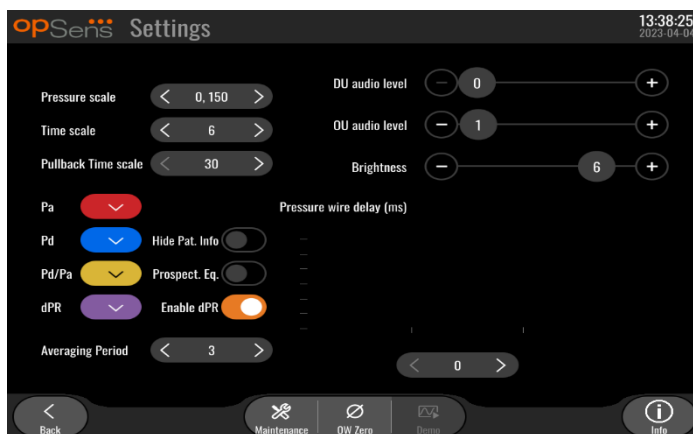 opSens Settings
13:38:25
2023-04-04
Pressure scale 0, 150
Time scale 6
Pullback Time scale 30
DU audio level 0
OU audio level 1
Brightness 6
Pa
Pd
Pd/Pa
dPR
Hide Pat. Info
Prospect. Eq.
Enable dPR
Averaging Period 3
Pressure wire delay (ms)
0
Back
Maintenance
OW Zero
Demo
Info